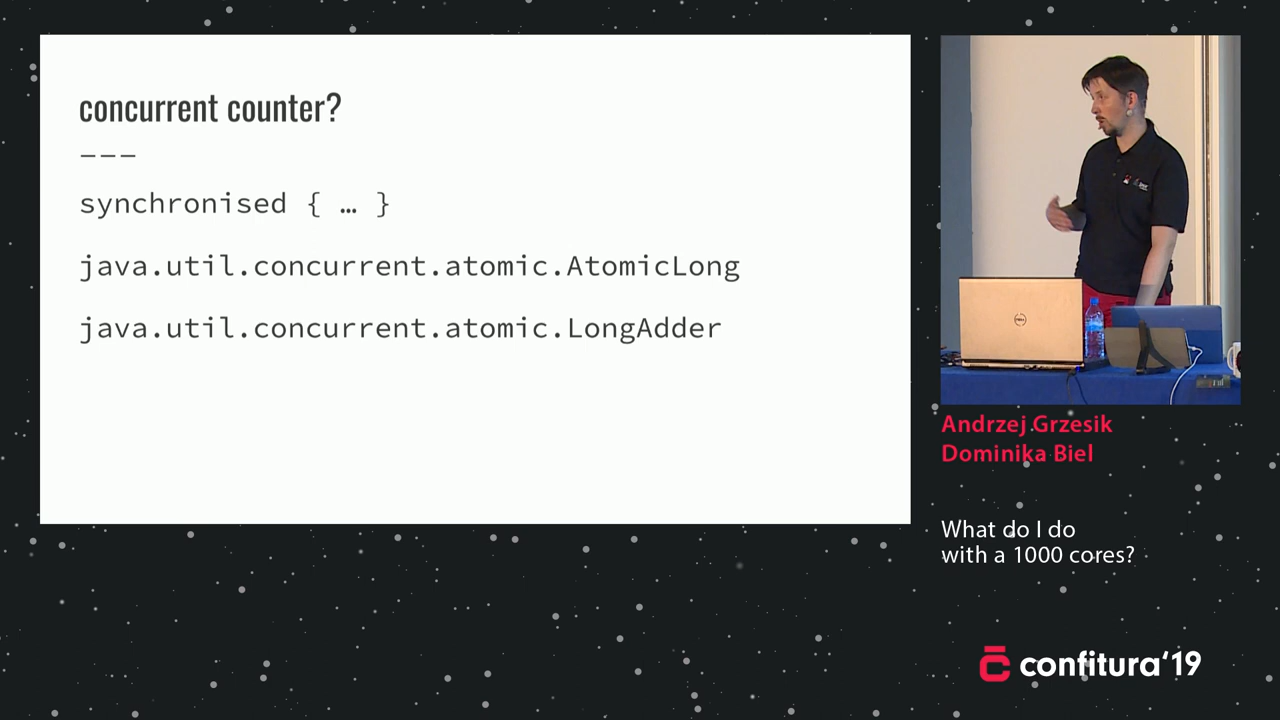 concurrent counter?
---
synchronised { … }
java.util.concurrent.atomic.AtomicLong
java.util.concurrent.atomic.LongAdder
Andrzej Grzesik
Dominika Biel
What do I do
with a 1000 cores?
confitura'19